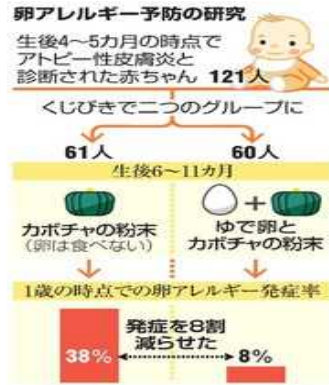 卵アレルギー予防の研究
生後4〜5カ月の時点で
アトピー性皮膚炎と
診断された赤ちゃん 121人
くじびきで二つのグループに
61人 60人
生後6〜11カ月
カボチャの粉末
(卵は食べない)
+
ゆで卵と
カボチャの粉末
1歳の時点での卵アレルギー発症率
発症を8割
減らせた
38% 8%